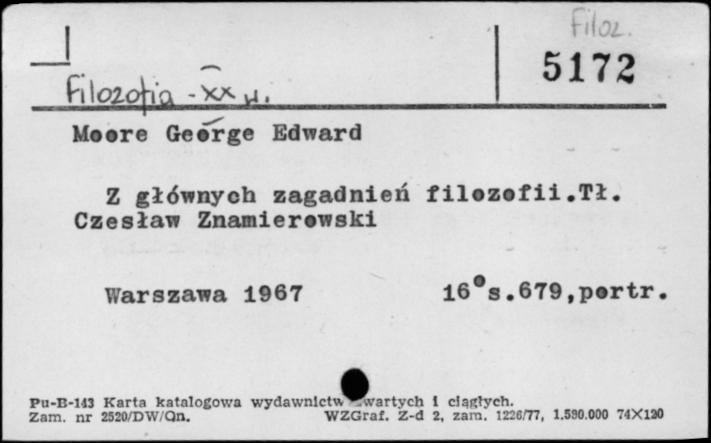 Filoz.
5172
Filozofia - XX w.
Moore George Edward
Z głównych zagadnień filozofii.Tł.
Czesław Znamierowski
Warszawa 1967 16°s.679,portr.
Pu-B-143 Karta katalogowa wydawnictw zwartych i ciągłych.
Zam. nr 2520/DW/Qn. WZGraf. Z-d 2, zam. 1226/77, 1.590.000 74X120